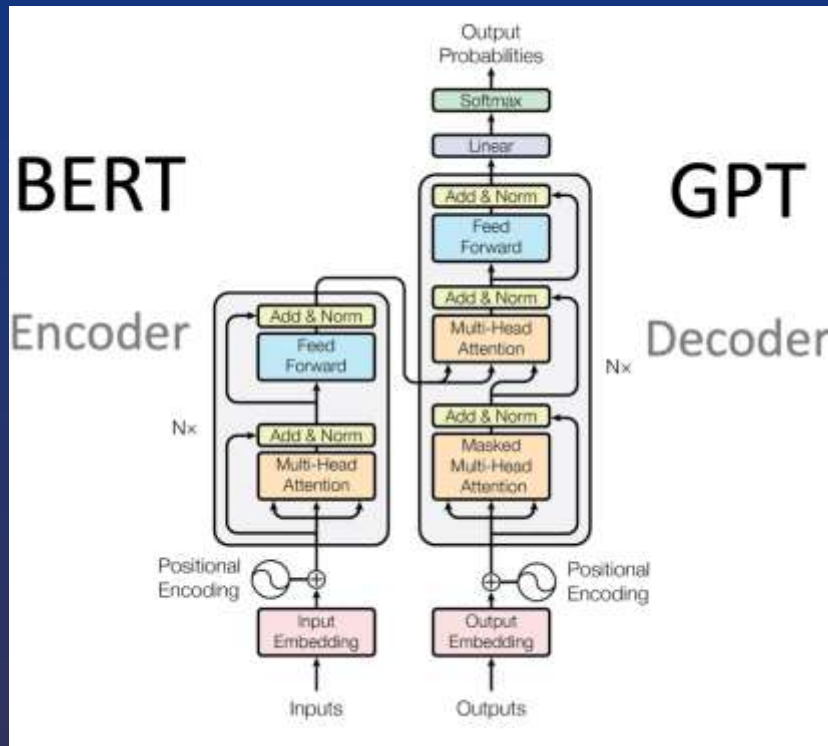 Output
Probabilities
Softmax
Linear
BERT
GPT
Add & Norm
Feed
Forward
Add & Norm
Multi-Head
Attention
Encoder
Decoder
Add & Norm
Feed
Forward
Nx
Add & Norm
Masked
Multi-Head
Attention
Nx
Add & Norm
Multi-Head
Attention
Positional
Encoding
Positional
Encoding
Input
Embedding
Output
Embedding
Inputs
Outputs